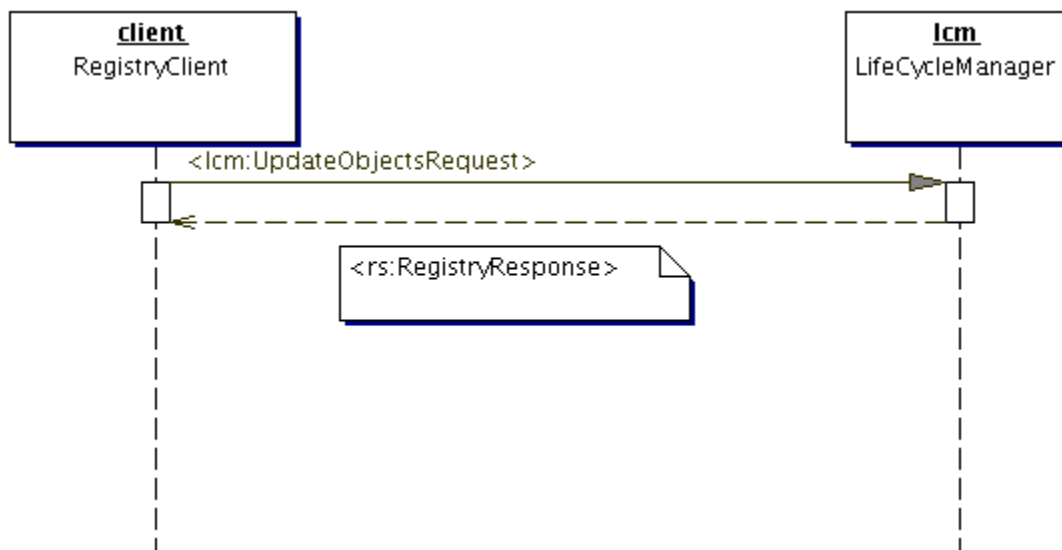 client
RegistryClient
lcm
LifeCycleManager
<lcm:UpdateObjectsRequest>
<rs:RegistryResponse>